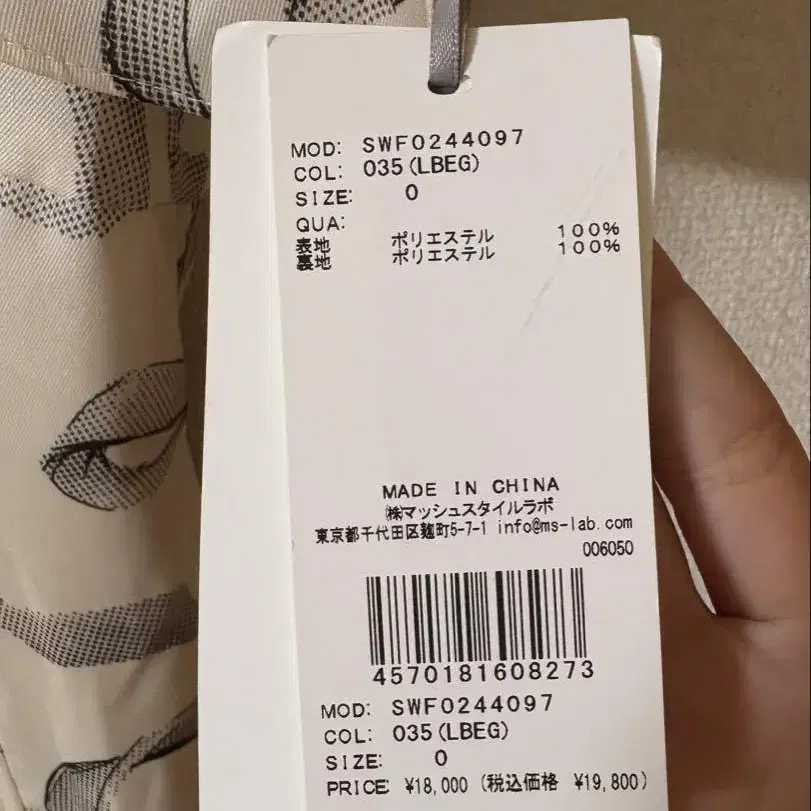 MOD: SWF0244097
COL: 035(LBEG)
SIZE: 0
QUA:
表地 ポリエステル 100%
裏地 ポリエステル 100%
MADE IN CHINA
㈱マッシュスタイルラボ
東京都千代田区麹町5-7-1 info@ms-lab.com
006050
4570181608273
MOD: SWF0244097
COL: 035(LBEG)
SIZE: 0
PRICE: ¥18,000 (税込価格 ¥19,800)